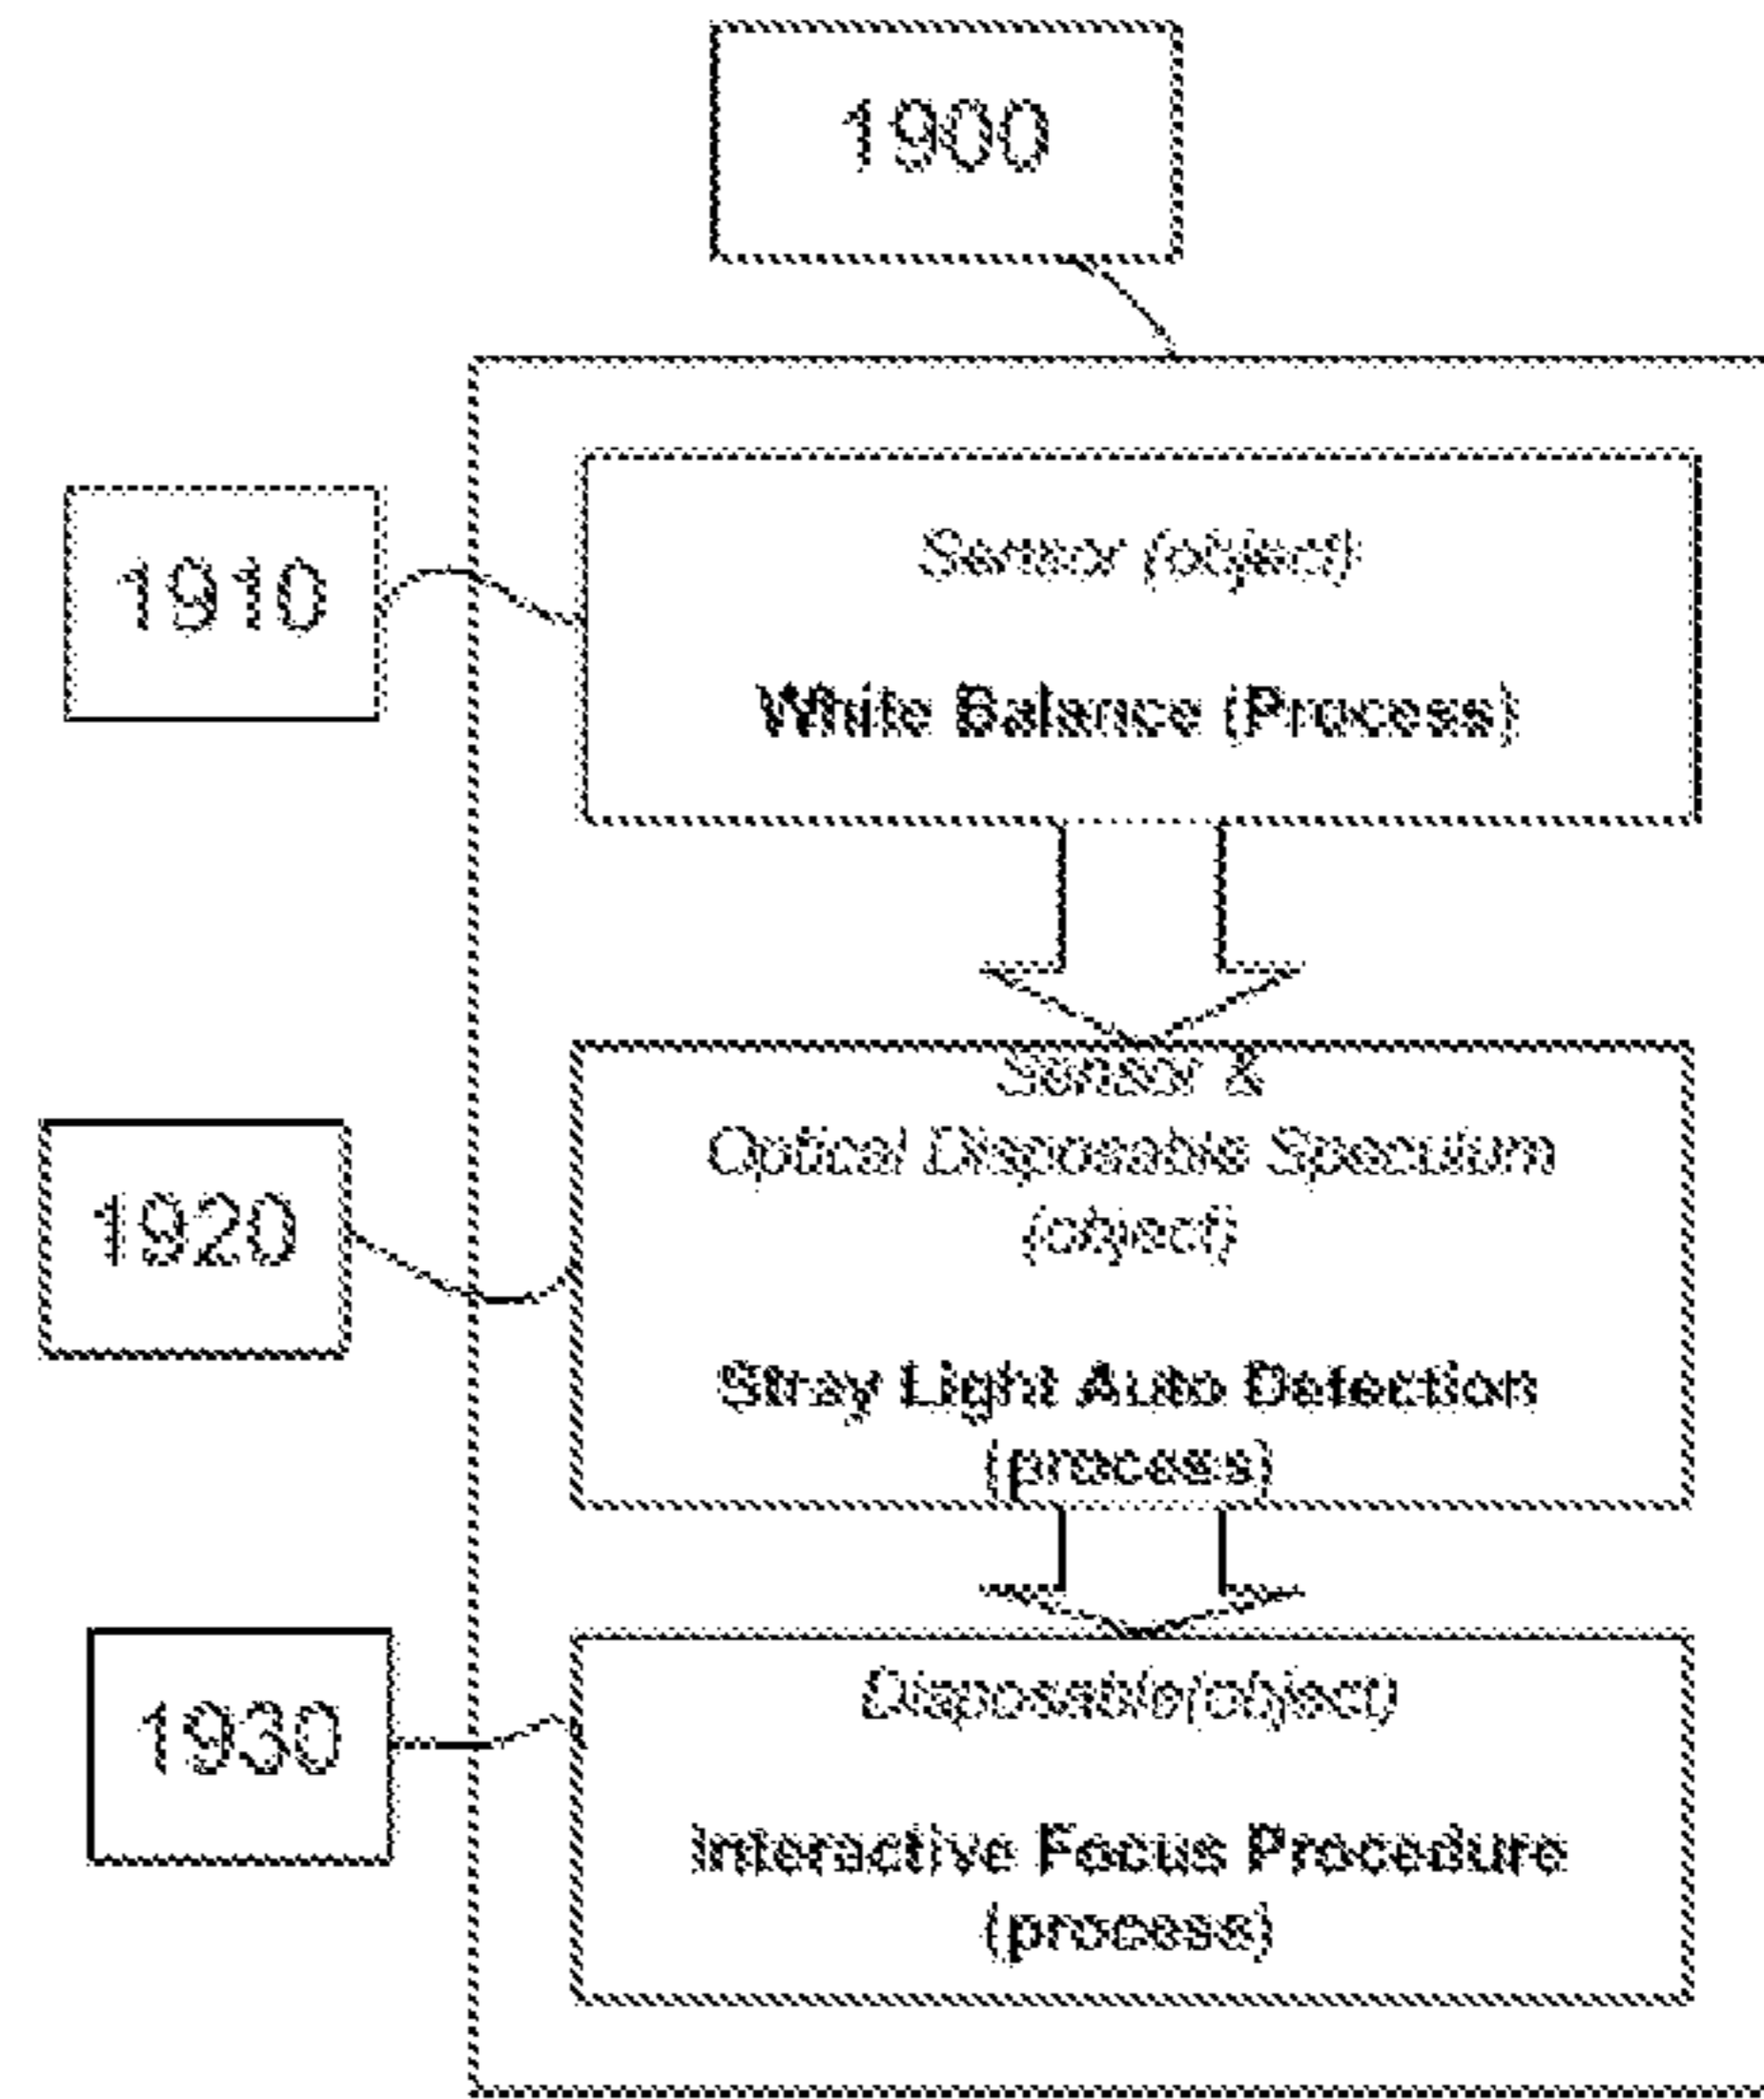 1900
1910
Sensor (object)
White Balance (Process)
1920
Sensor &
Optical Disposable Speculum
(object)
Stray Light Auto Detection
(process)
1930
Disposable(object)
Interactive Focus Procedure
(process)